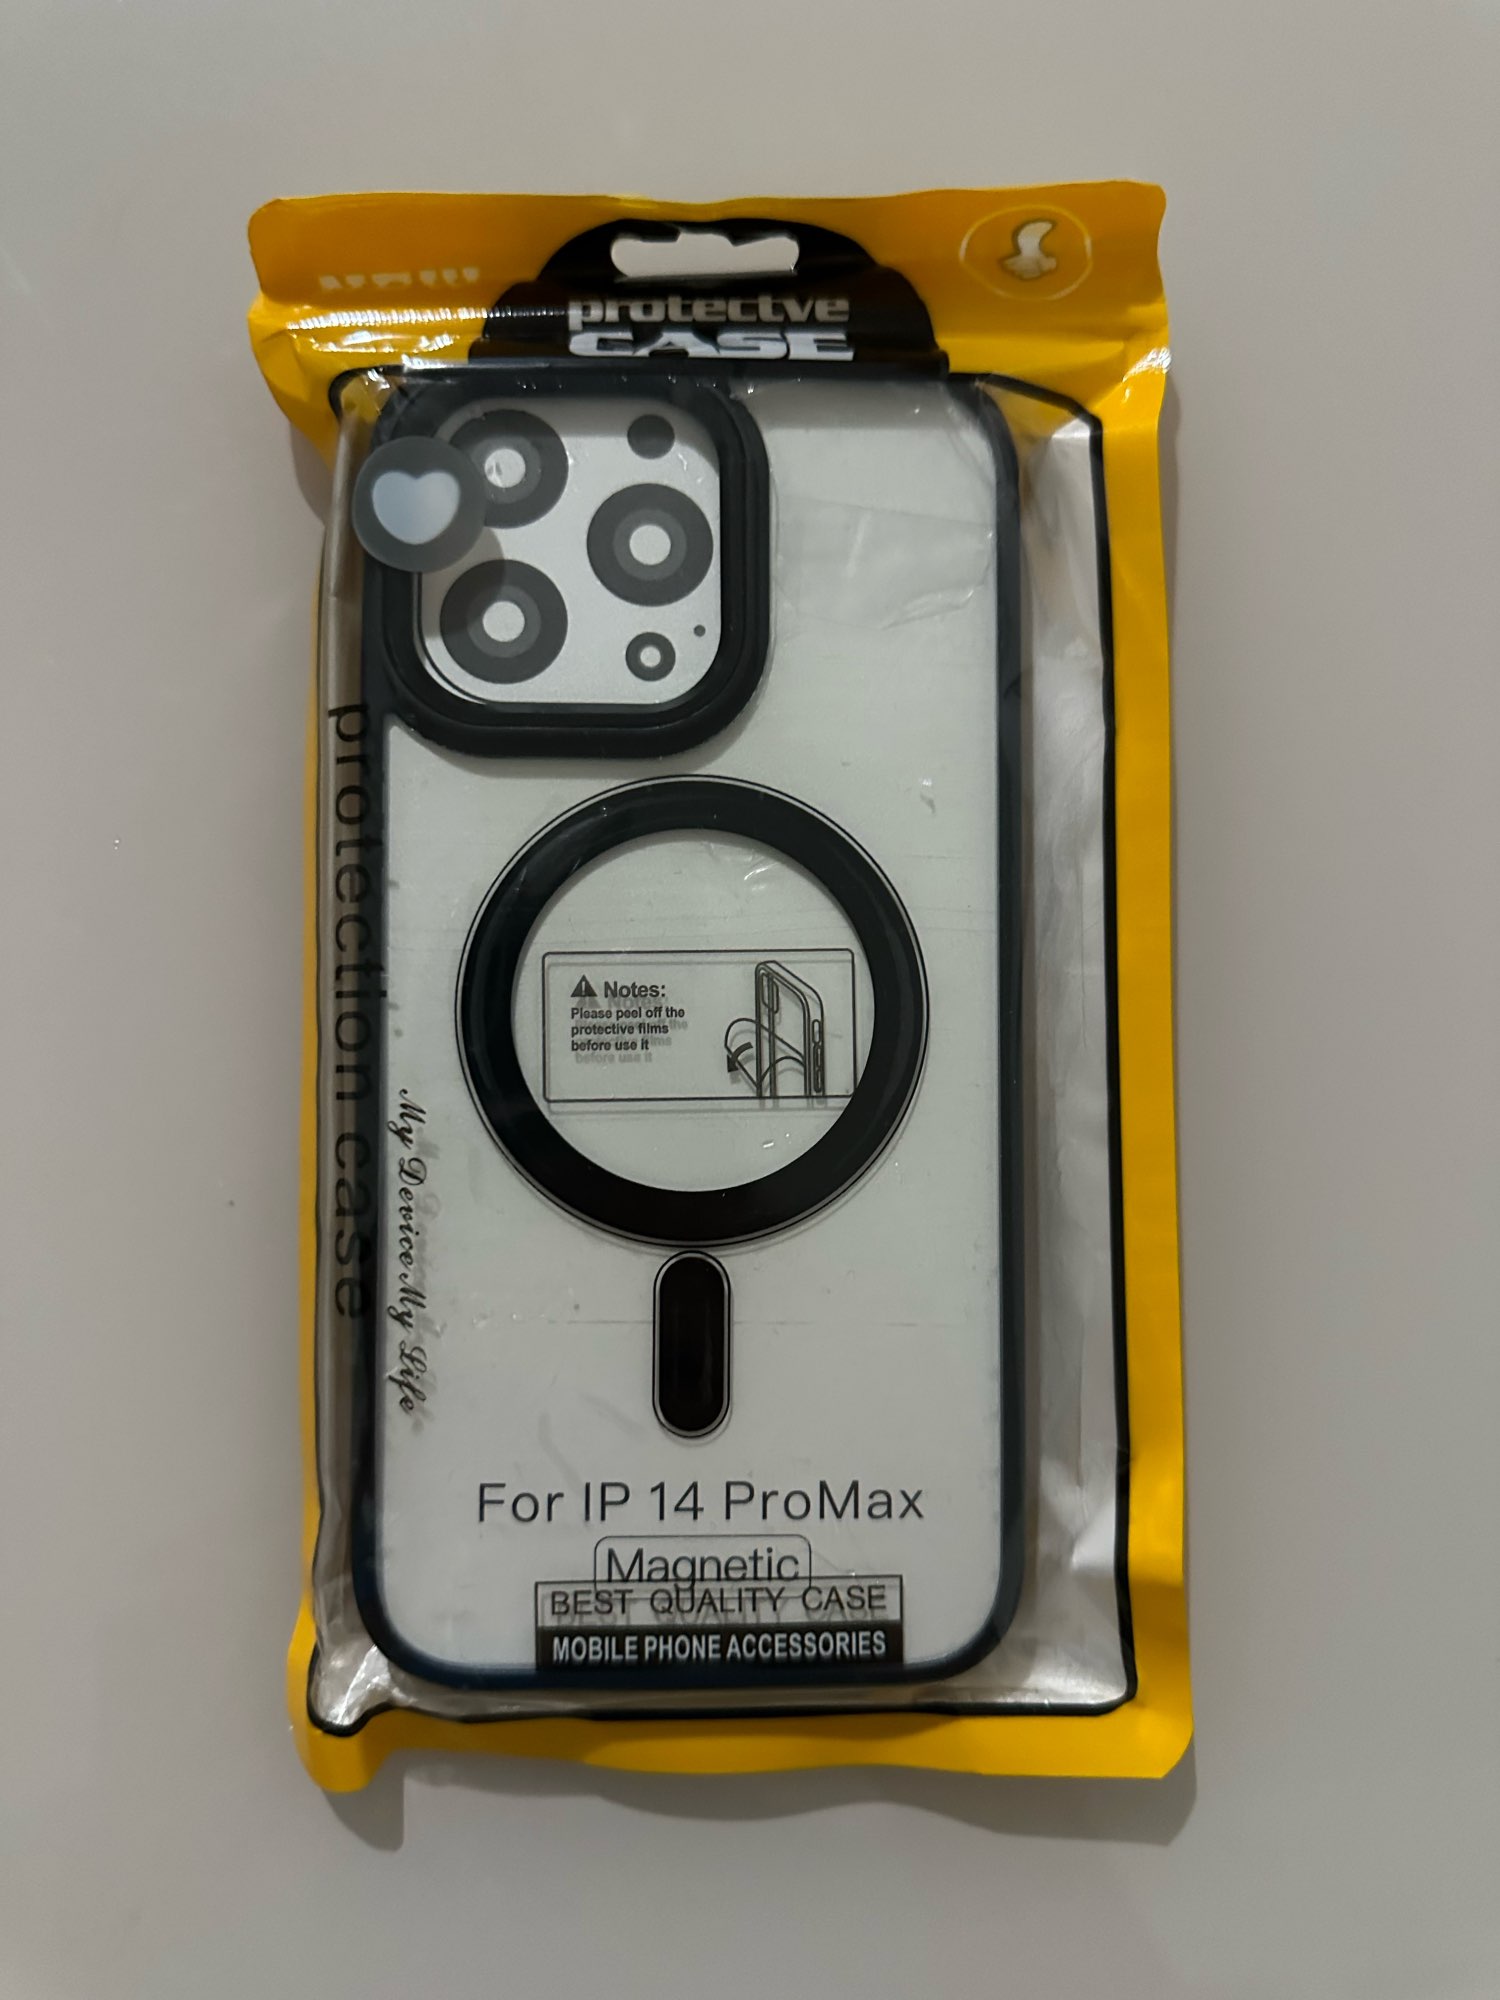 protectve
CASE
protection case
My Device My Life
Notes:
Please peel off the
protective films
before use it
For IP 14 ProMax
Magnetic
BEST QUALITY CASE
MOBILE PHONE ACCESSORIES